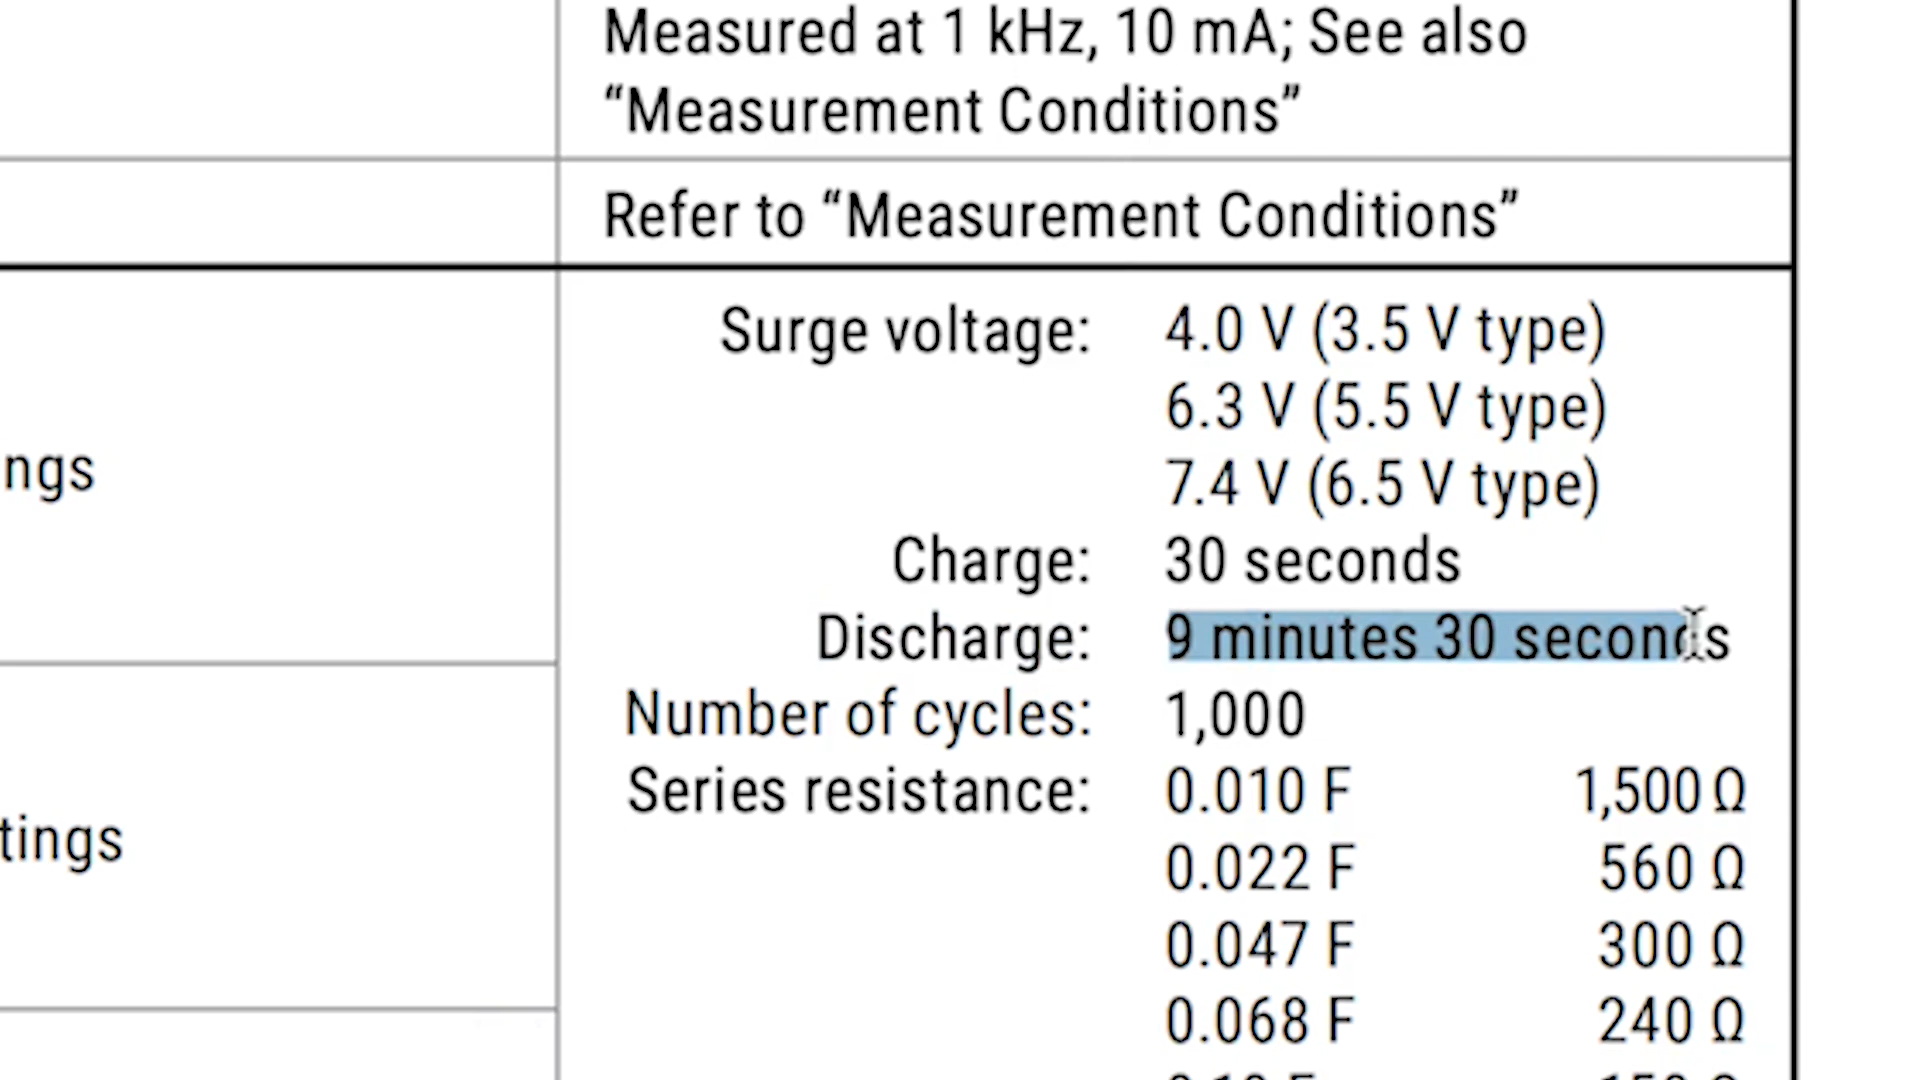 Measured at 1 kHz, 10 mA; See also
“Measurement Conditions”
Refer to “Measurement Conditions”
Surge voltage: 4.0 V (3.5 V type)
6.3 V (5.5 V type)
7.4 V (6.5 V type)
ngs
Charge: 30 seconds
Discharge: 9 minutes 30 seconds
Number of cycles: 1,000
Series resistance: 0.010 F 1,500 Ω
tings
0.022 F 560 Ω
0.047 F 300 Ω
0.068 F 240 Ω